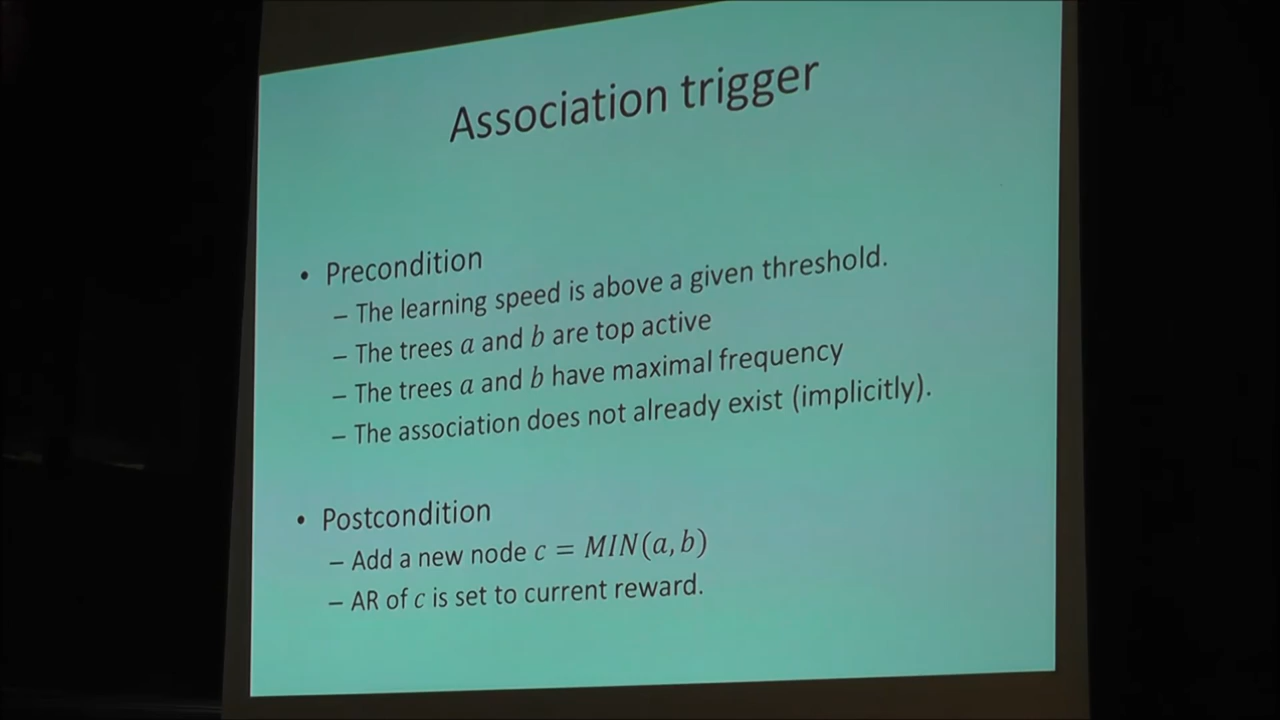 Association trigger
• Precondition
– The learning speed is above a given threshold.
– The trees a and b are top active
– The trees a and b have maximal frequency
– The association does not already exist (implicitly).
• Postcondition
– Add a new node c = MIN(a, b)
– AR of c is set to current reward.